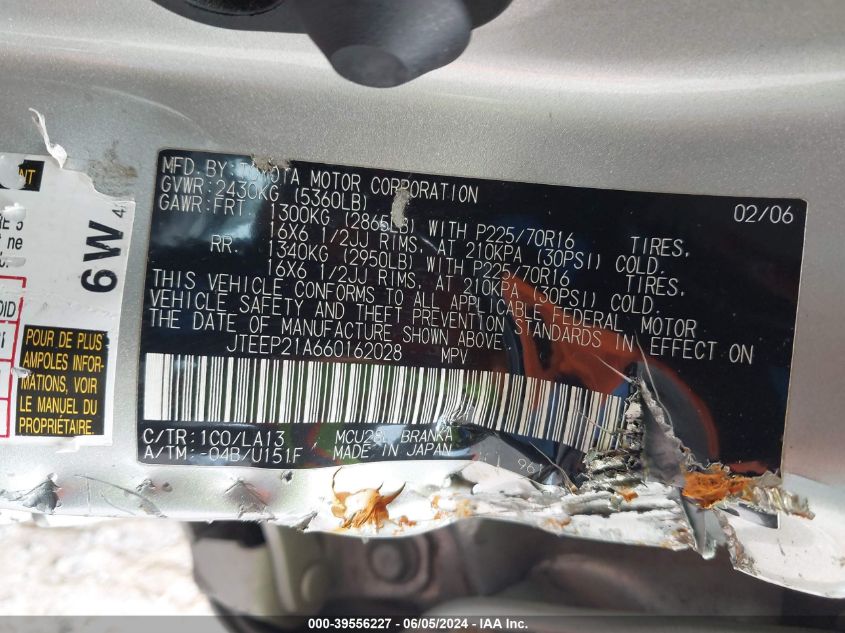 MFD. BY: TOYOTA MOTOR CORPORATION 02/06
GVWR: 2430KG (5360LB)
GAWR: FRT. 1300KG (2865LB) WITH P225/70R16 TIRES,
16X6 1/2JJ RIMS, AT 210KPA (30PSI) COLD.
RR. 1340KG (2950LB) WITH P225/70R16 TIRES,
16X6 1/2JJ RIMS, AT 210KPA (30PSI) COLD.
THIS VEHICLE CONFORMS TO ALL APPLICABLE FEDERAL MOTOR
VEHICLE SAFETY AND THEFT PREVENTION STANDARDS IN EFFECT ON
THE DATE OF MANUFACTURE SHOWN ABOVE.
JTEEP21A660162028 MPV
C/TR: 1C0/LA13 MCU28L BRANKA
A/TM: -04B/U151F MADE IN JAPAN
6W
POUR DE PLUS
AMPLES INFOR-
MATIONS, VOIR
LE MANUEL DU
PROPRIÉTAIRE.
000-39556227 - 06/05/2024 - IAA Inc.